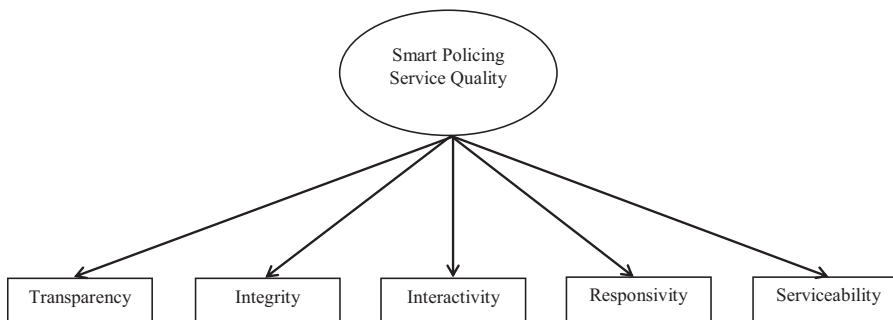 Smart Policing
Service Quality
Transparency
Integrity
Interactivity
Responsivity
Serviceability